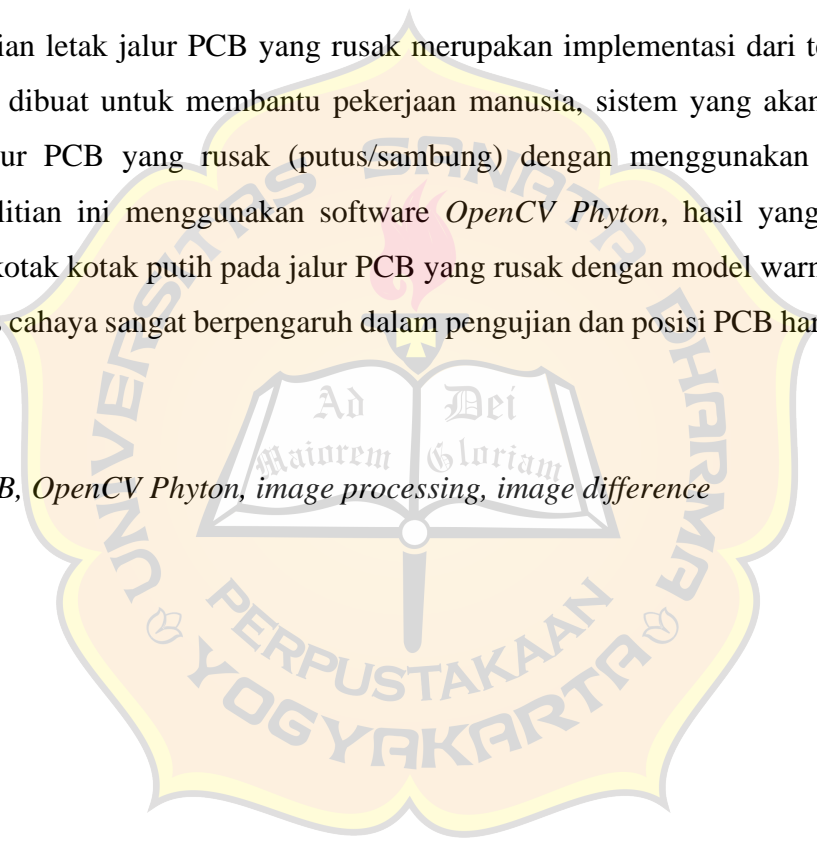 ian letak jalur PCB yang rusak merupakan implementasi dari te
dibuat untuk membantu pekerjaan manusia, sistem yang akan
ur PCB yang rusak (putus/sambung) dengan menggunakan
litian ini menggunakan software OpenCV Phyton, hasil yang
kotak kotak putih pada jalur PCB yang rusak dengan model warn
cahaya sangat berpengaruh dalam pengujian dan posisi PCB har
B, OpenCV Phyton, image processing, image difference
UNIVERSITAS SANATA DHARMA
Ad Dei
Maiorem Gloriam
PERPUSTAKAAN
YOGYAKARTA